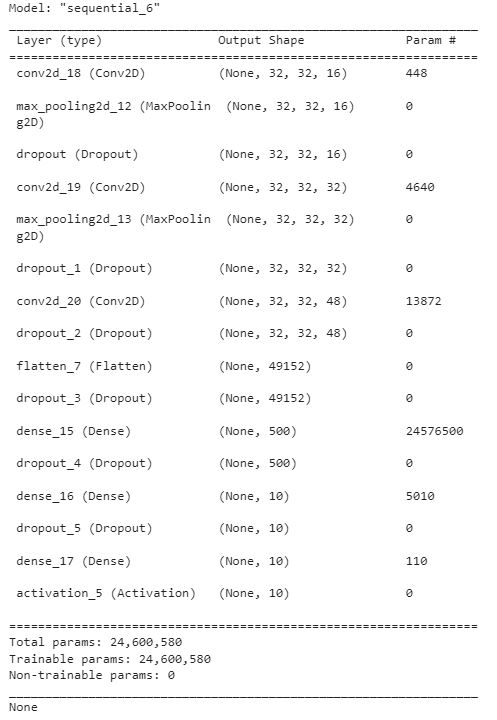 Model: "sequential_6"
_________________________________________________________________
Layer (type) Output Shape Param #
=================================================================
conv2d_18 (Conv2D) (None, 32, 32, 16) 448
max_pooling2d_12 (MaxPoolin (None, 32, 32, 16) 0
g2D)
dropout (Dropout) (None, 32, 32, 16) 0
conv2d_19 (Conv2D) (None, 32, 32, 32) 4640
max_pooling2d_13 (MaxPoolin (None, 32, 32, 32) 0
g2D)
dropout_1 (Dropout) (None, 32, 32, 32) 0
conv2d_20 (Conv2D) (None, 32, 32, 48) 13872
dropout_2 (Dropout) (None, 32, 32, 48) 0
flatten_7 (Flatten) (None, 49152) 0
dropout_3 (Dropout) (None, 49152) 0
dense_15 (Dense) (None, 500) 24576500
dropout_4 (Dropout) (None, 500) 0
dense_16 (Dense) (None, 10) 5010
dropout_5 (Dropout) (None, 10) 0
dense_17 (Dense) (None, 10) 110
activation_5 (Activation) (None, 10) 0
=================================================================
Total params: 24,600,580
Trainable params: 24,600,580
Non-trainable params: 0
_________________________________________________________________
None